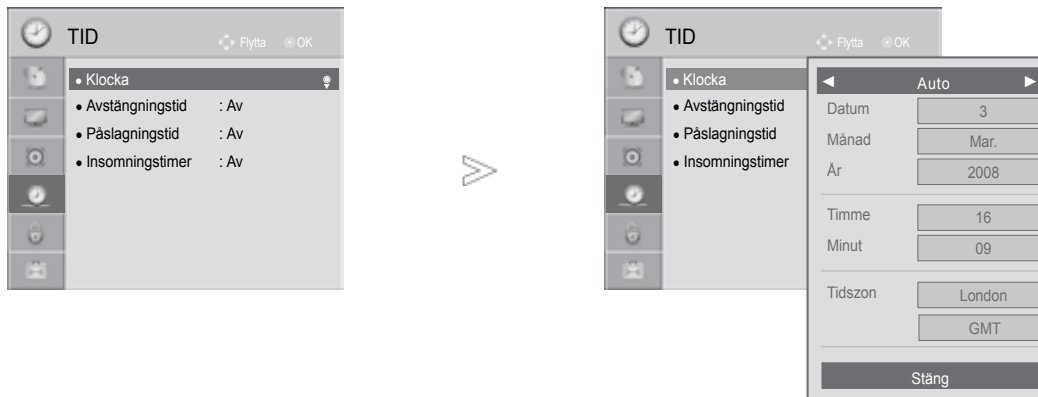 TID
Flytta OK
• Klocka
• Avstängningstid : Av
• Påslagningstid : Av
• Insomningstimer : Av
TID
Flytta OK
• Klocka
• Avstängningstid
• Påslagningstid
• Insomningstimer
◄ Auto ►
Datum 3
Månad Mar.
År 2008
Timme 16
Minut 09
Tidszon London
GMT
Stäng